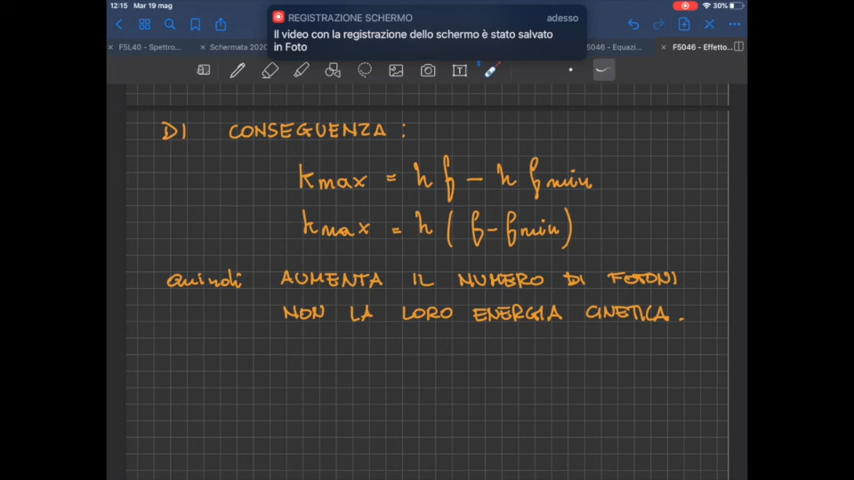 12:15 Mar 19 mag
30%
REGISTRAZIONE SCHERMO
adesso
Il video con la registrazione dello schermo è stato salvato
in Foto
F5L40 - Spettro...
Schermata 2020
5046 - Equazi...
F5046 - Effetto...
DI CONSEGUENZA :
Kmax = h f - h fmin
Kmax = h ( f - fmin )
quindi AUMENTA IL NUMERO DI FOTONI
NON LA LORO ENERGIA CINETICA.